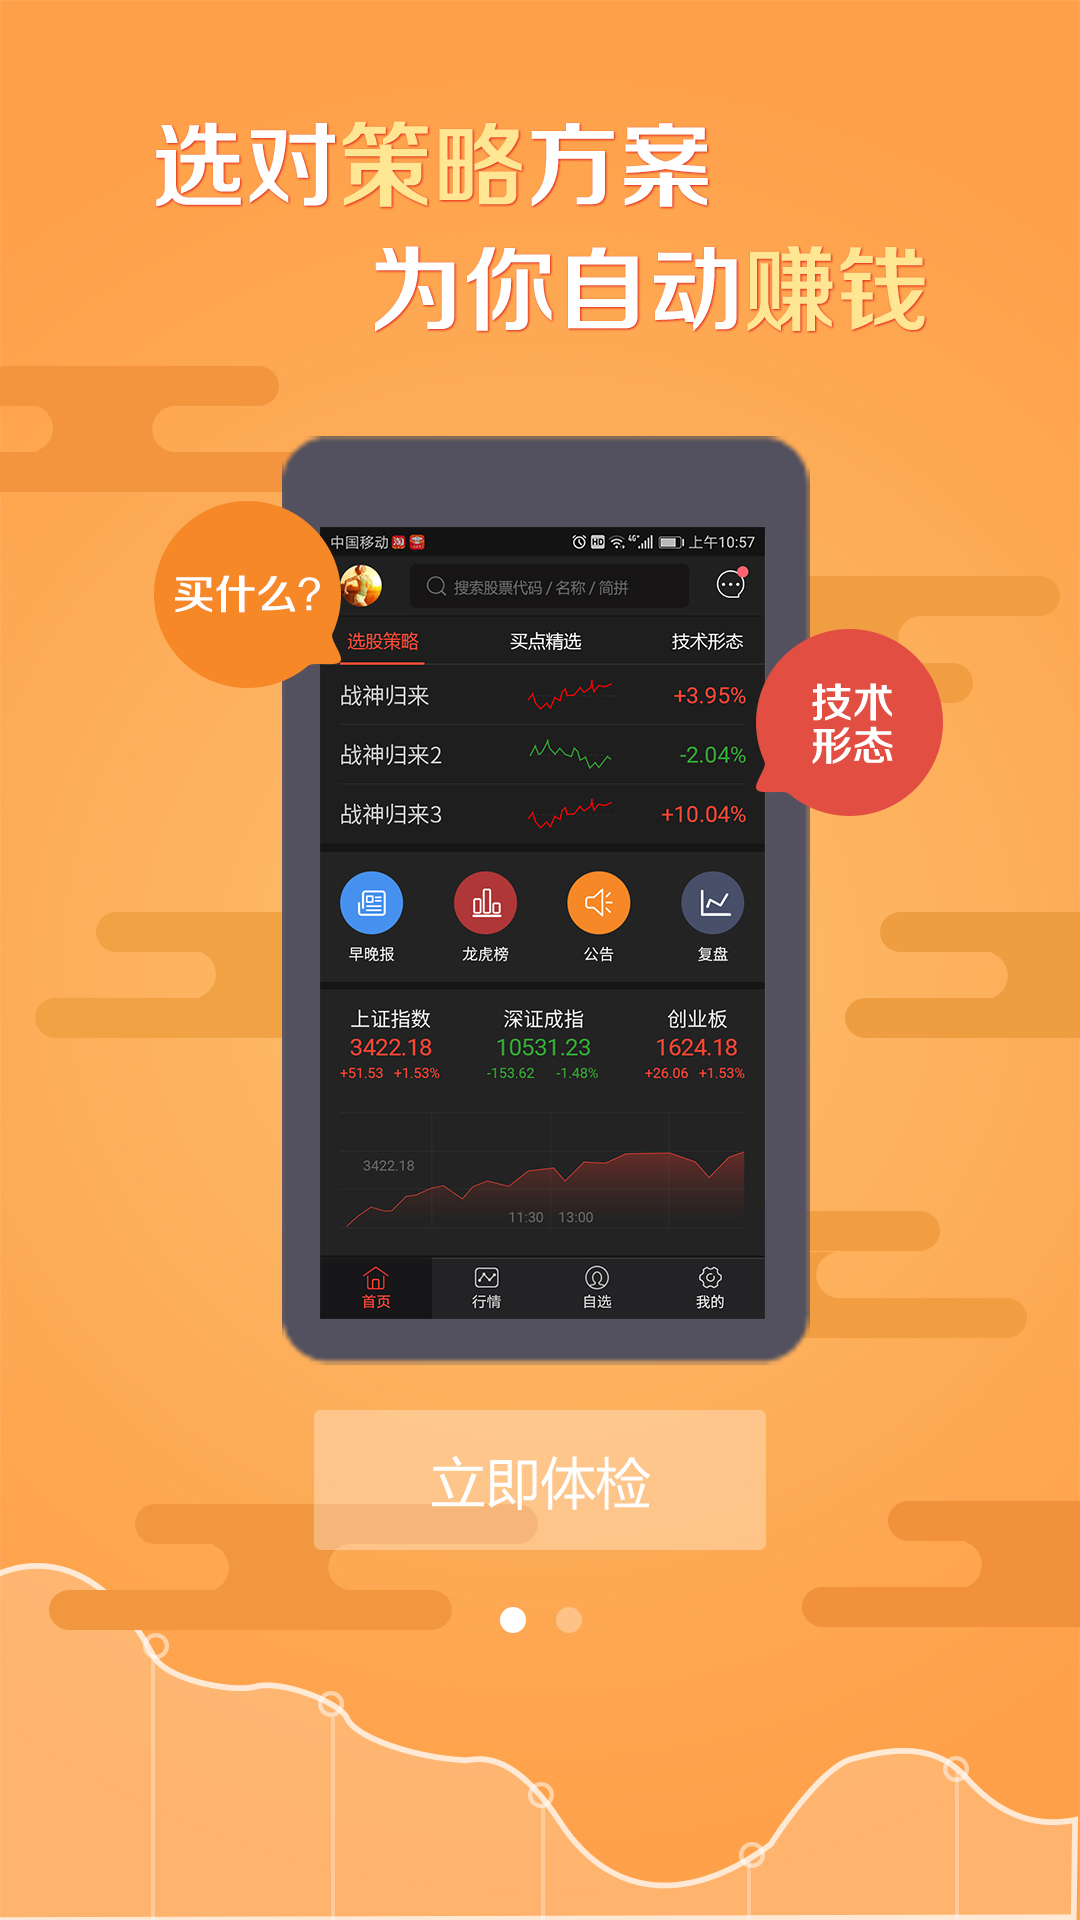 选对策略方案
为你自动赚钱
中国移动 淘 HD 4G 上午10:57
买什么?
搜索股票代码 / 名称 / 简拼
选股策略 买点精选 技术形态
战神归来 +3.95%
技术
形态
战神归来2 -2.04%
战神归来3 +10.04%
早晚报 龙虎榜 公告 复盘
上证指数 深证成指 创业板
3422.18 10531.23 1624.18
+51.53 +1.53% -153.62 -1.48% +26.06 +1.53%
3422.18
11:30 13:00
首页 行情 自选 我的
立即体检